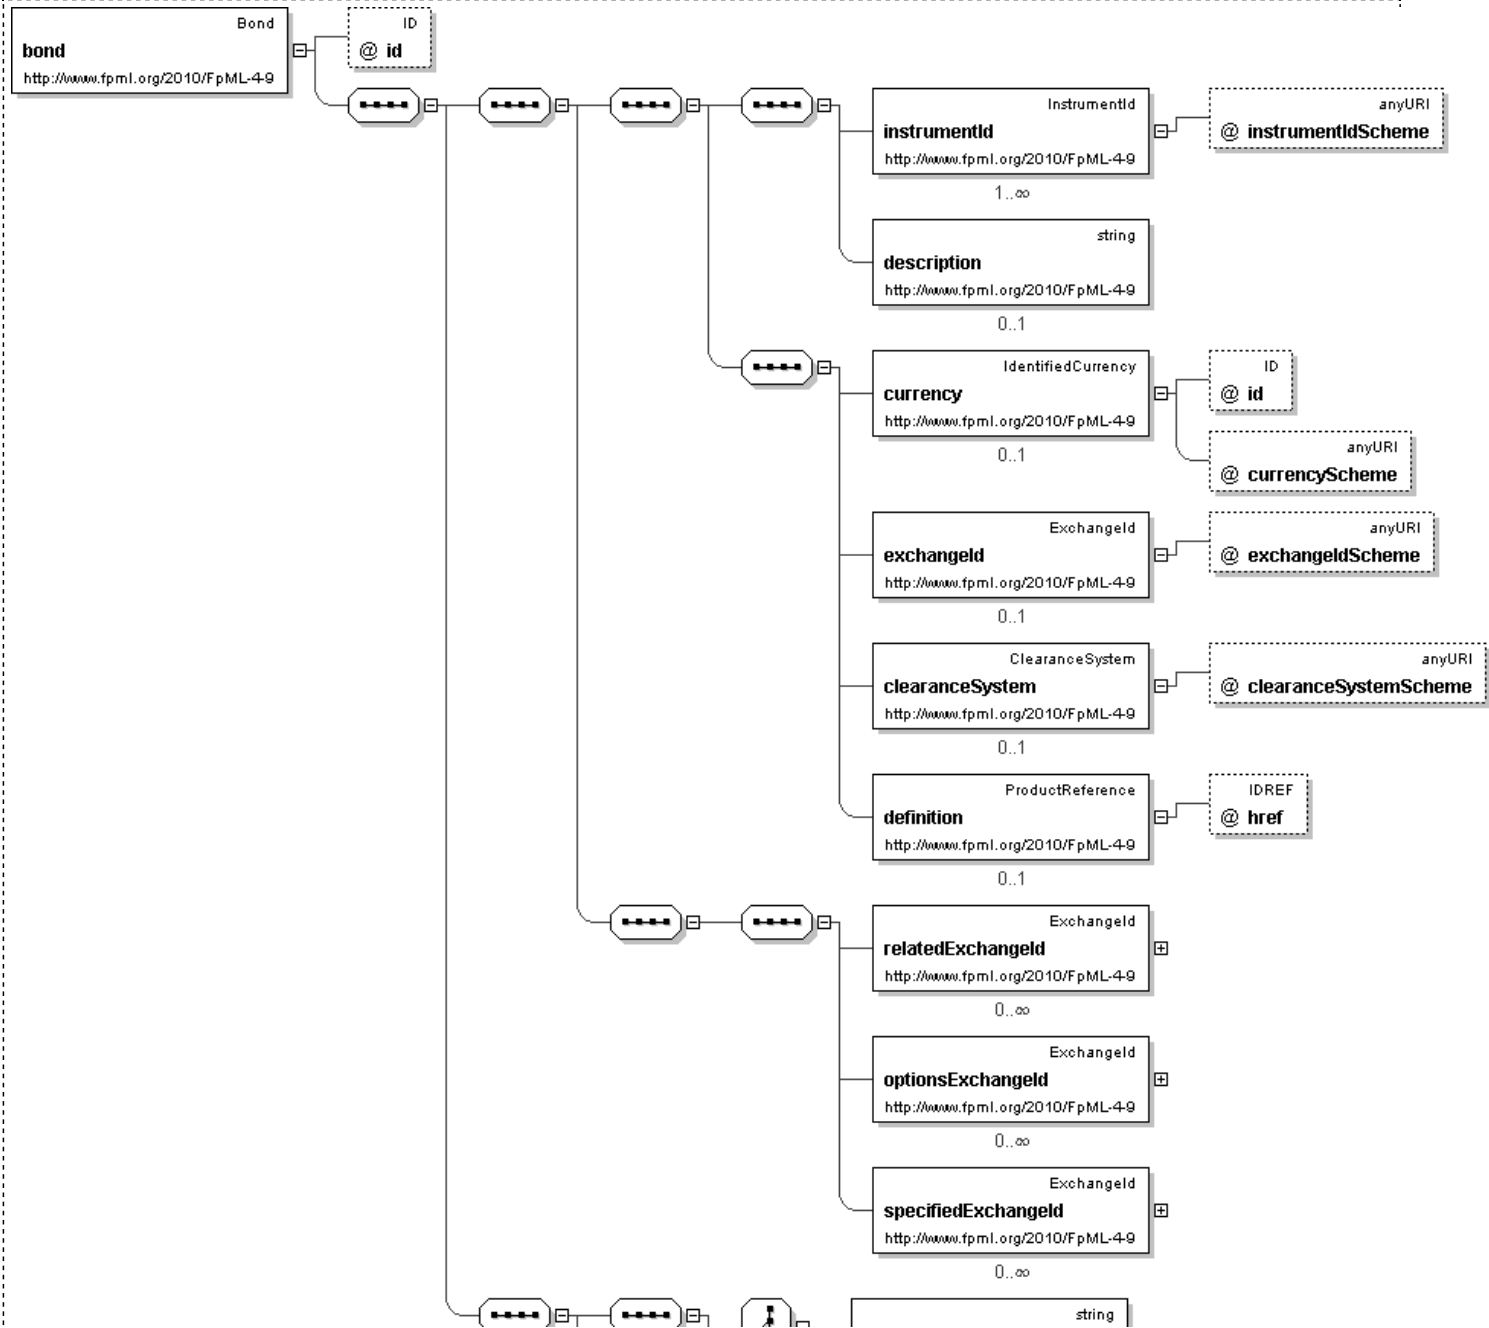 Bond
bond
http://www.fpml.org/2010/FpML-4-9
ID
@ id
InstrumentId
instrumentId
http://www.fpml.org/2010/FpML-4-9
1..∞
anyURI
@ instrumentIdScheme
string
description
http://www.fpml.org/2010/FpML-4-9
0..1
IdentifiedCurrency
currency
http://www.fpml.org/2010/FpML-4-9
0..1
ID
@ id
anyURI
@ currencyScheme
ExchangeId
exchangeId
http://www.fpml.org/2010/FpML-4-9
0..1
anyURI
@ exchangeIdScheme
ClearanceSystem
clearanceSystem
http://www.fpml.org/2010/FpML-4-9
0..1
anyURI
@ clearanceSystemScheme
ProductReference
definition
http://www.fpml.org/2010/FpML-4-9
0..1
IDREF
@ href
ExchangeId
relatedExchangeId
http://www.fpml.org/2010/FpML-4-9
0..∞
ExchangeId
optionsExchangeId
http://www.fpml.org/2010/FpML-4-9
0..∞
ExchangeId
specifiedExchangeId
http://www.fpml.org/2010/FpML-4-9
0..∞
string